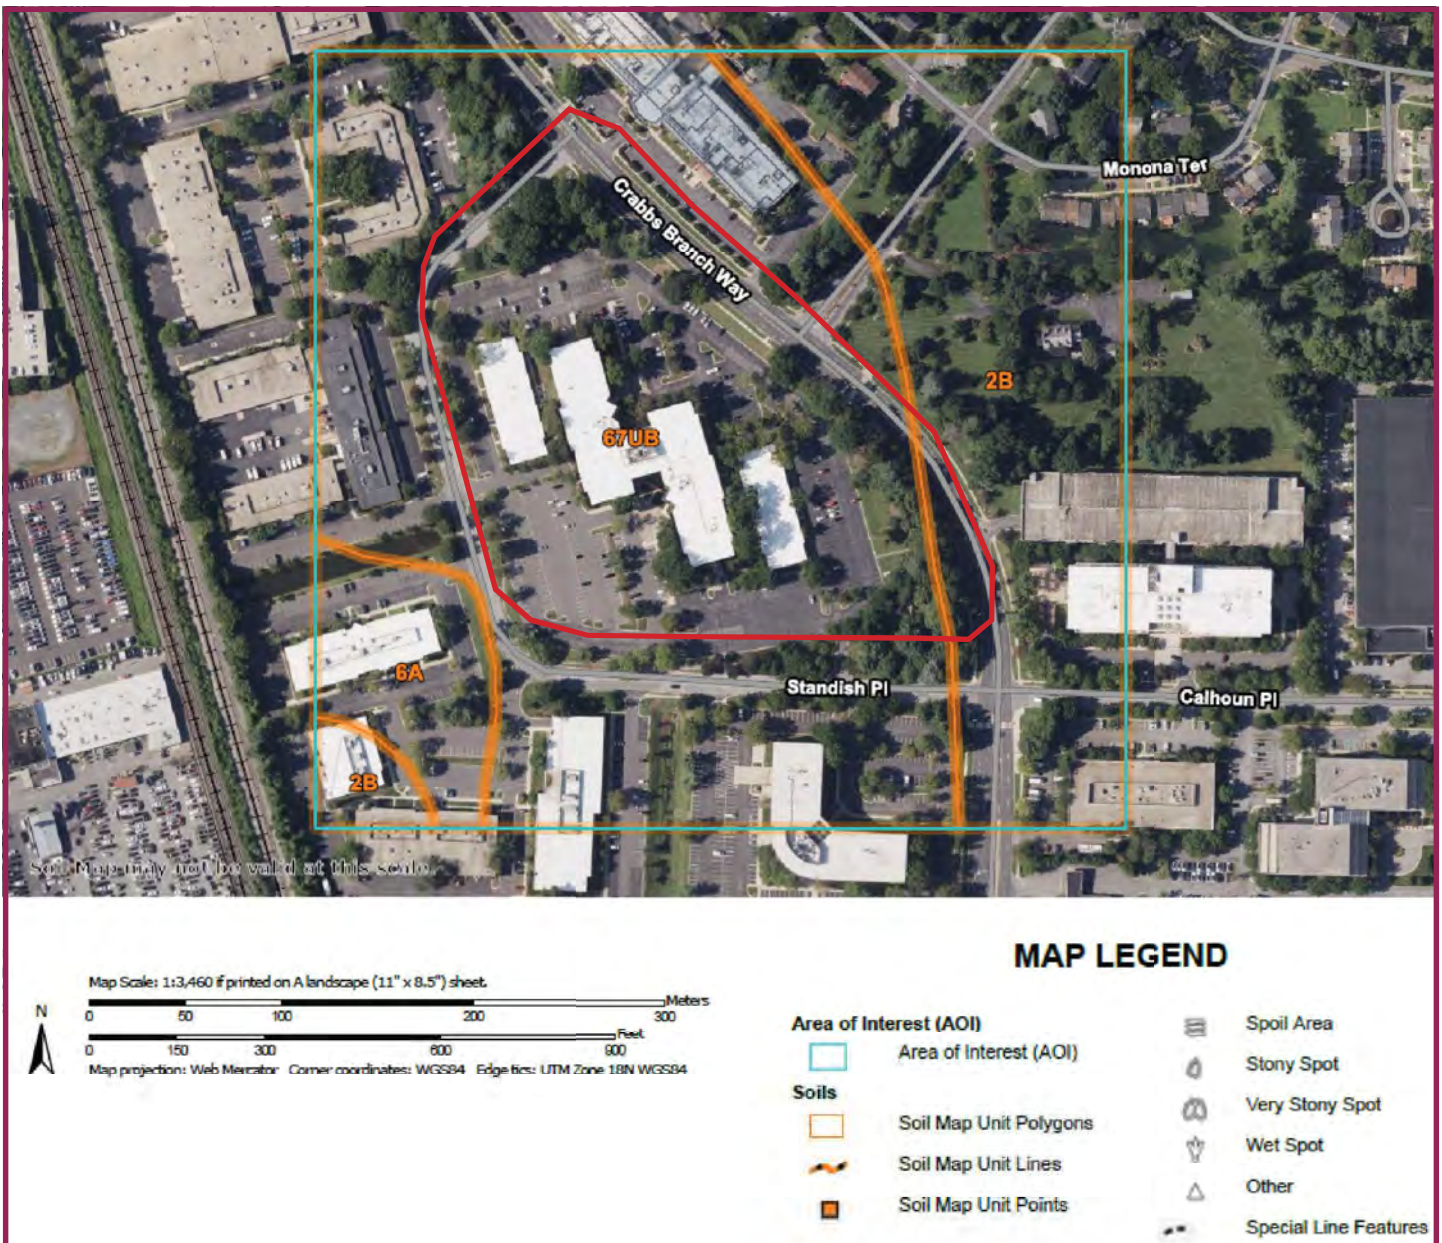 Monona Ter
Crabbs Branch Way
2B
67UB
6A
Standish Pl
Calhoun Pl
2B
Soil Map may not be valid at this scale.
MAP LEGEND
Map Scale: 1:3,460 if printed on A landscape (11" x 8.5") sheet.
N
Meters
0 50 100 200 300
Feet
0 150 300 600 900
Map projection: Web Mercator Corner coordinates: WGS84 Edge tics: UTM Zone 18N WGS84
Area of Interest (AOI)
Area of Interest (AOI)
Soils
Soil Map Unit Polygons
Soil Map Unit Lines
Soil Map Unit Points
Spoil Area
Stony Spot
Very Stony Spot
Wet Spot
Other
Special Line Features